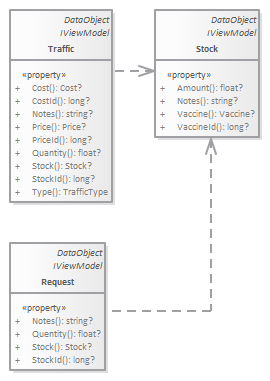 DataObject
IViewModel
Traffic
«property»
+ Cost(): Cost?
+ CostId(): long?
+ Notes(): string?
+ Price(): Price?
+ PriceId(): long?
+ Quantity(): float?
+ Stock(): Stock?
+ StockId(): long?
+ Type(): TrafficType
DataObject
IViewModel
Stock
«property»
+ Amount(): float?
+ Notes(): string?
+ Vaccine(): Vaccine?
+ VaccineId(): long?
DataObject
IViewModel
Request
«property»
+ Notes(): string?
+ Quentity(): float?
+ Stock(): Stock?
+ StockId(): long?